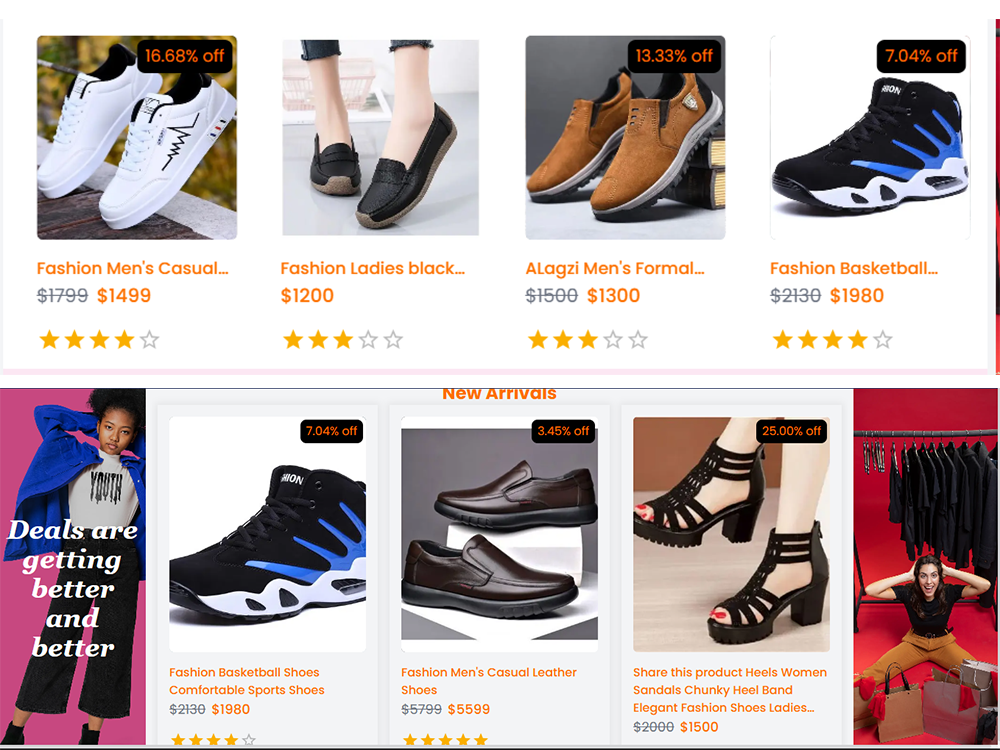 16.68% off
13.33% off
7.04% off
HION
Fashion Men's Casual...
Fashion Ladies black...
ALagzi Men's Formal...
Fashion Basketball...
$1799 $1499
$1200
$1500 $1300
$2130 $1980
New Arrivals
7.04% off
3.45% off
25.00% off
HION
YOUTH
Deals are
getting
better
and
better
Fashion Basketball Shoes
Comfortable Sports Shoes
$2130 $1980
Fashion Men's Casual Leather
Shoes
$5799 $5599
Share this product Heels Women
Sandals Chunky Heel Band
Elegant Fashion Shoes Ladies...
$2000 $1500